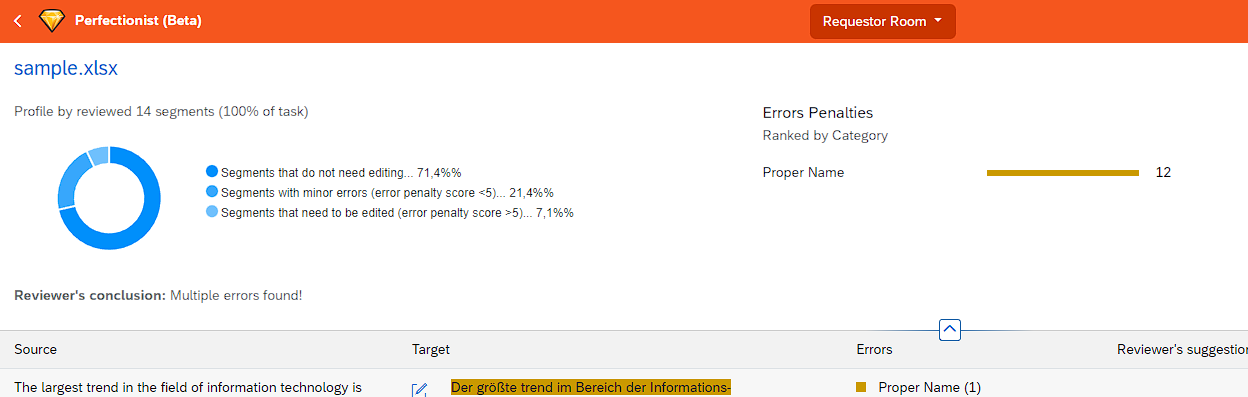 Perfectionist (Beta)
Requestor Room
sample.xlsx
Profile by reviewed 14 segments (100% of task)
Segments that do not need editing... 71,4%%
Segments with minor errors (error penalty score <5)... 21,4%%
Segments that need to be edited (error penalty score >5)... 7,1%%
Errors Penalties
Ranked by Category
Proper Name 12
Reviewer's conclusion: Multiple errors found!
Source Target Errors Reviewer's suggestion
The largest trend in the field of information technology is Der größte trend im Bereich der Informations- Proper Name (1)